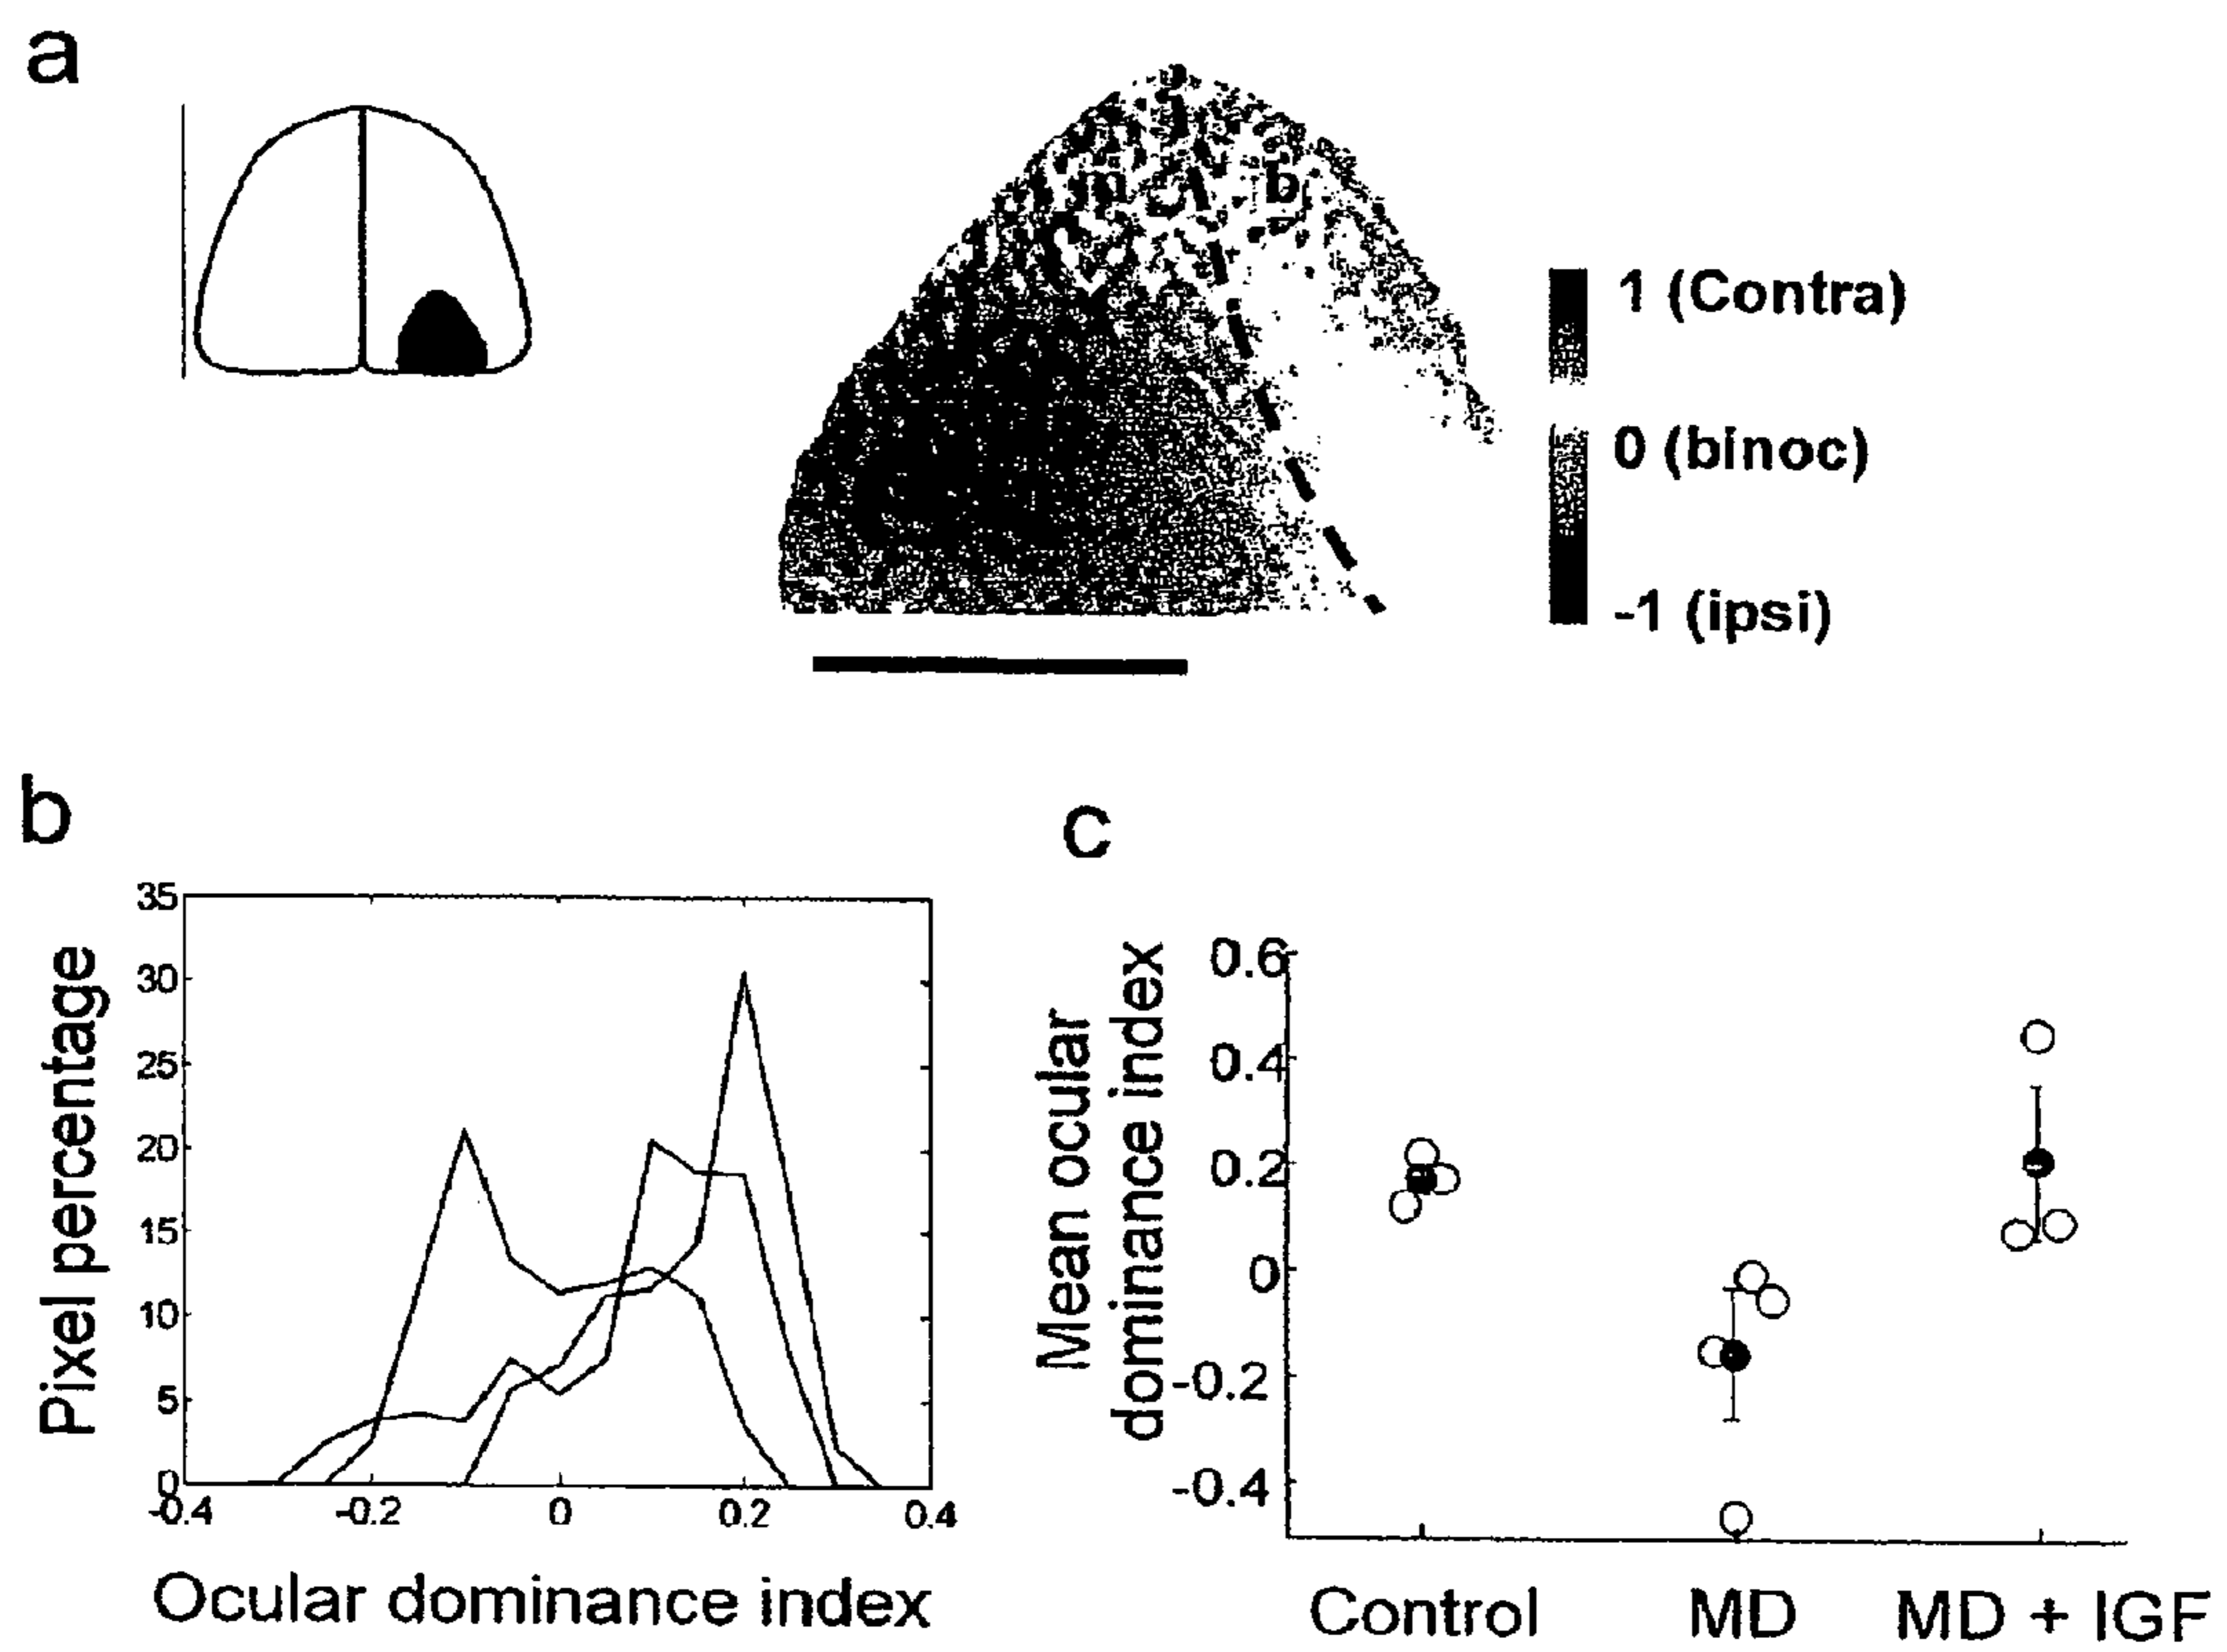 a
m
b
1 (Contra)
0 (binoc)
-1 (ipsi)
b
35
30
25
20
15
10
5
0
-0.4
-0.2
0
0.2
0.4
Pixel percentage
Ocular dominance index
c
Mean ocular
dominance index
0.6
0.4
0.2
0
-0.2
-0.4
Control
MD
MD + IGF